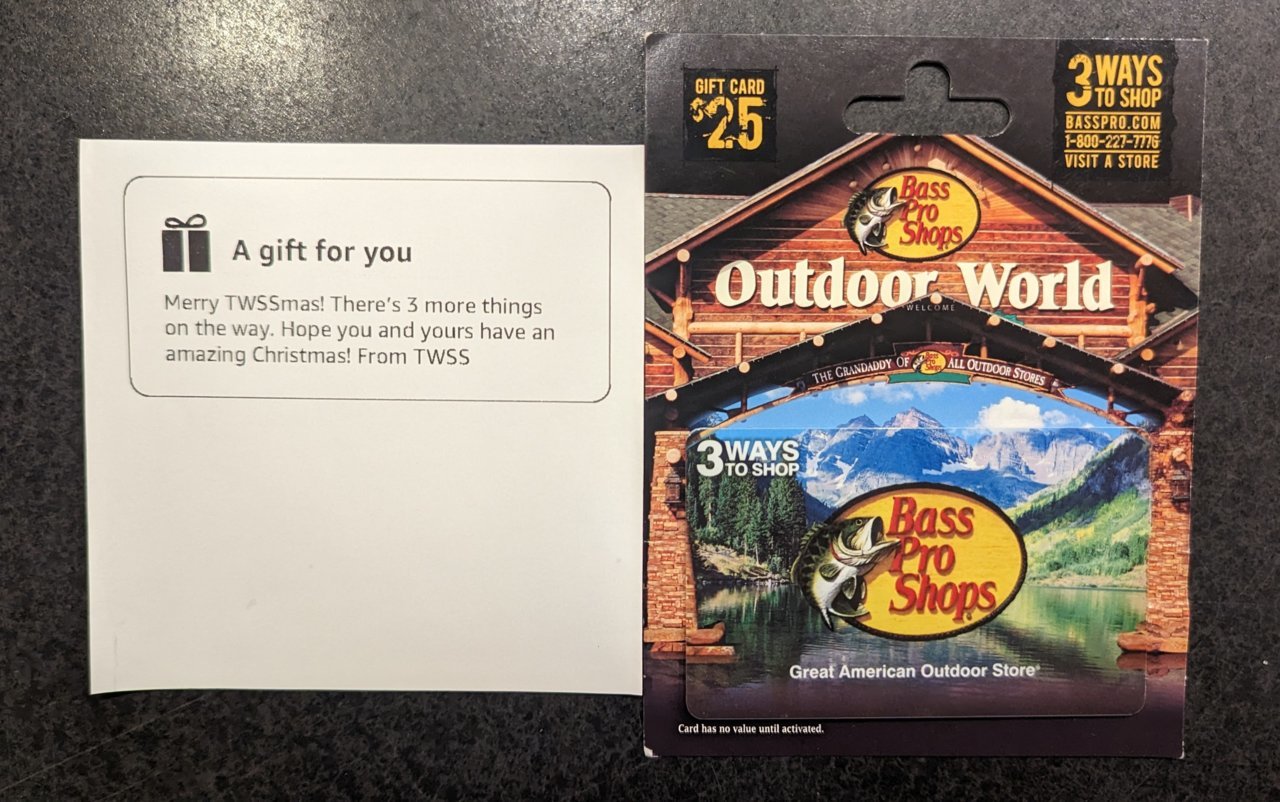 A gift for you
Merry TWSSmas! There's 3 more things
on the way. Hope you and yours have an
amazing Christmas! From TWSS
GIFT CARD
$25
3 WAYS
TO SHOP
BASSPRO.COM
1-800-227-7776
VISIT A STORE
Bass
Pro
Shops
Outdoor World
WELCOME
THE GRANDADDY OF
Bass
Pro
Shops
ALL OUTDOOR STORES
3 WAYS
TO SHOP
Bass
Pro
Shops
Great American Outdoor Store®
Card has no value until activated.